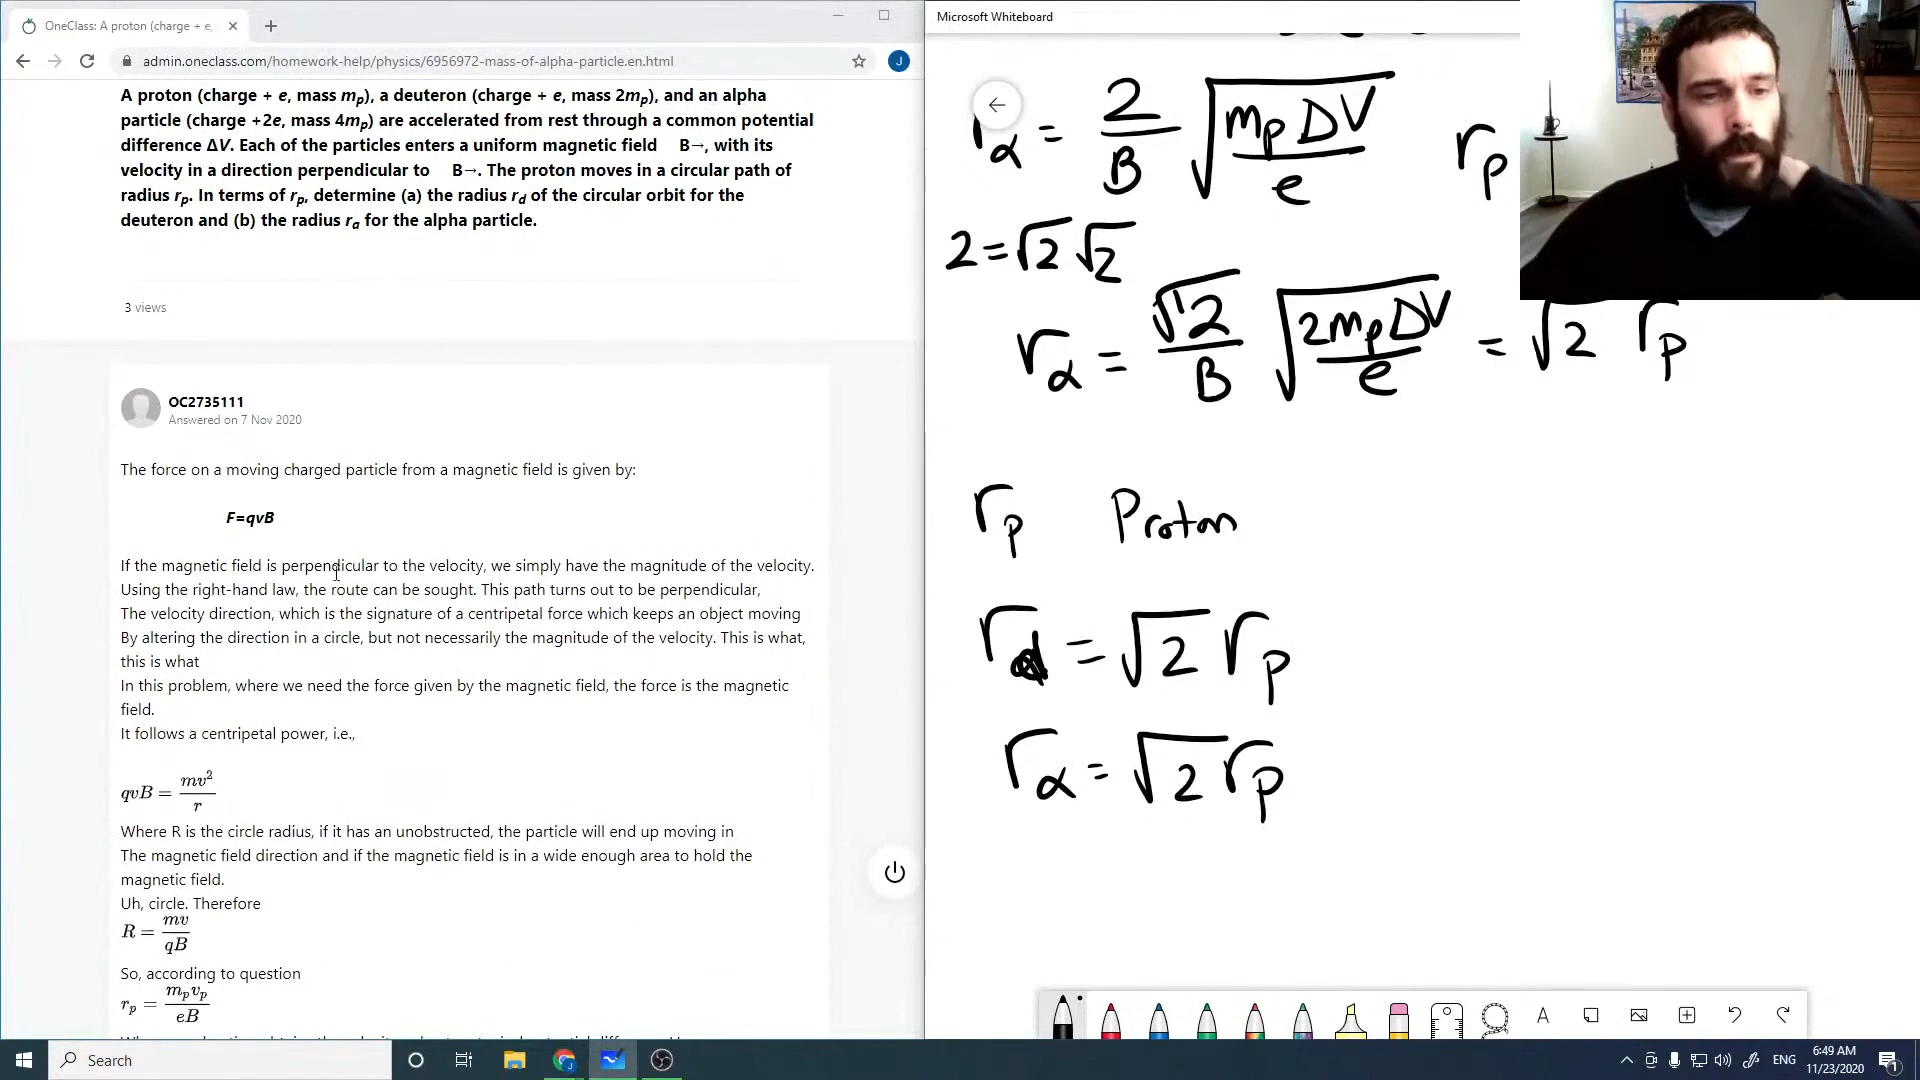 OneClass: A proton (charge + e,
admin.oneclass.com/homework-help/physics/6956972-mass-of-alpha-particle.en.html
J
A proton (charge + e, mass mp), a deuteron (charge + e, mass 2mp), and an alpha
particle (charge +2e, mass 4mp) are accelerated from rest through a common potential
difference ΔV. Each of the particles enters a uniform magnetic field B→, with its
velocity in a direction perpendicular to B→. The proton moves in a circular path of
radius rp. In terms of rp, determine (a) the radius rd of the circular orbit for the
deuteron and (b) the radius ra for the alpha particle.
3 views
OC2735111
Answered on 7 Nov 2020
The force on a moving charged particle from a magnetic field is given by:
F=qvB
If the magnetic field is perpendicular to the velocity, we simply have the magnitude of the velocity.
Using the right-hand law, the route can be sought. This path turns out to be perpendicular,
The velocity direction, which is the signature of a centripetal force which keeps an object moving
By altering the direction in a circle, but not necessarily the magnitude of the velocity. This is what,
this is what
In this problem, where we need the force given by the magnetic field, the force is the magnetic
field.
It follows a centripetal power, i.e.,
qvB = mv²/r
Where R is the circle radius, if it has an unobstructed, the particle will end up moving in
The magnetic field direction and if the magnetic field is in a wide enough area to hold the
magnetic field.
Uh, circle. Therefore
R = mv/qB
So, according to question
rp = mpvp/eB
Microsoft Whiteboard
rα = 2/B √(mpΔV/e) rp
2=√2 √2
rα = √2/B √(2mpΔV/e) = √2 rp
rp Proton
rd = √2 rp
rα = √2 rp
Search
ENG
6:49 AM
11/23/2020
1